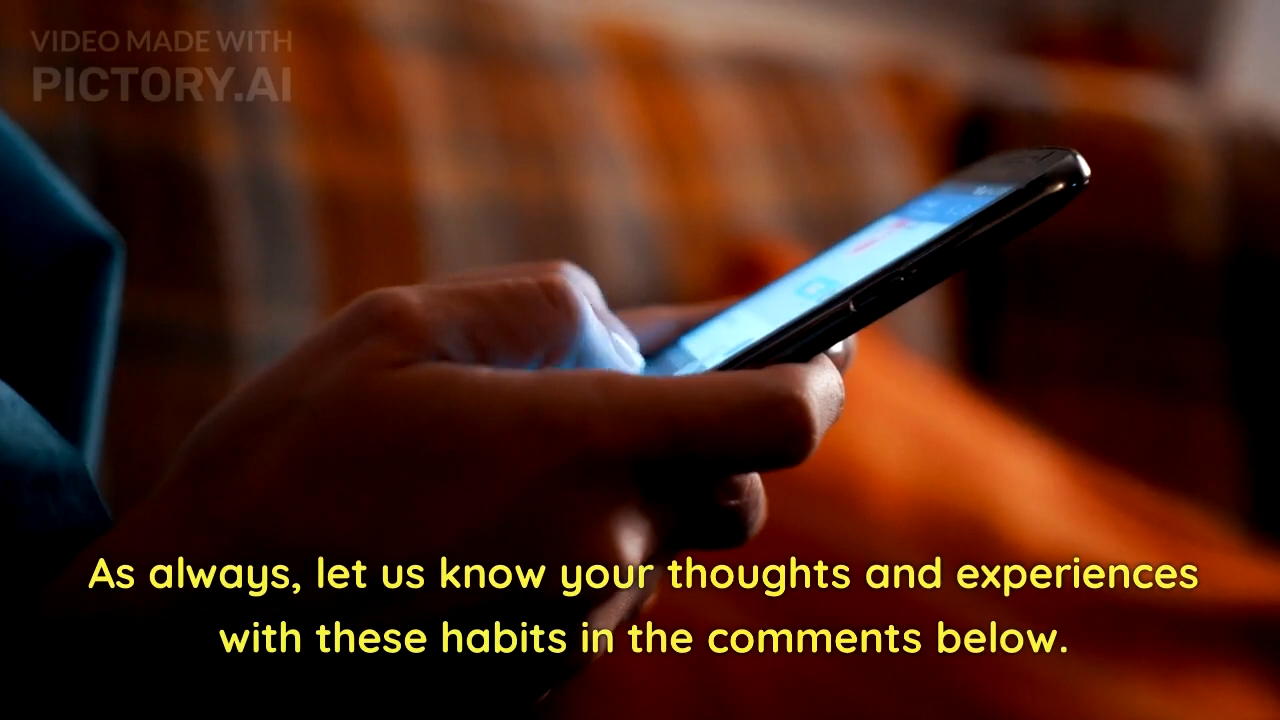 VIDEO MADE WITH
PICTORY.AI
As always, let us know your thoughts and experiences
with these habits in the comments below.